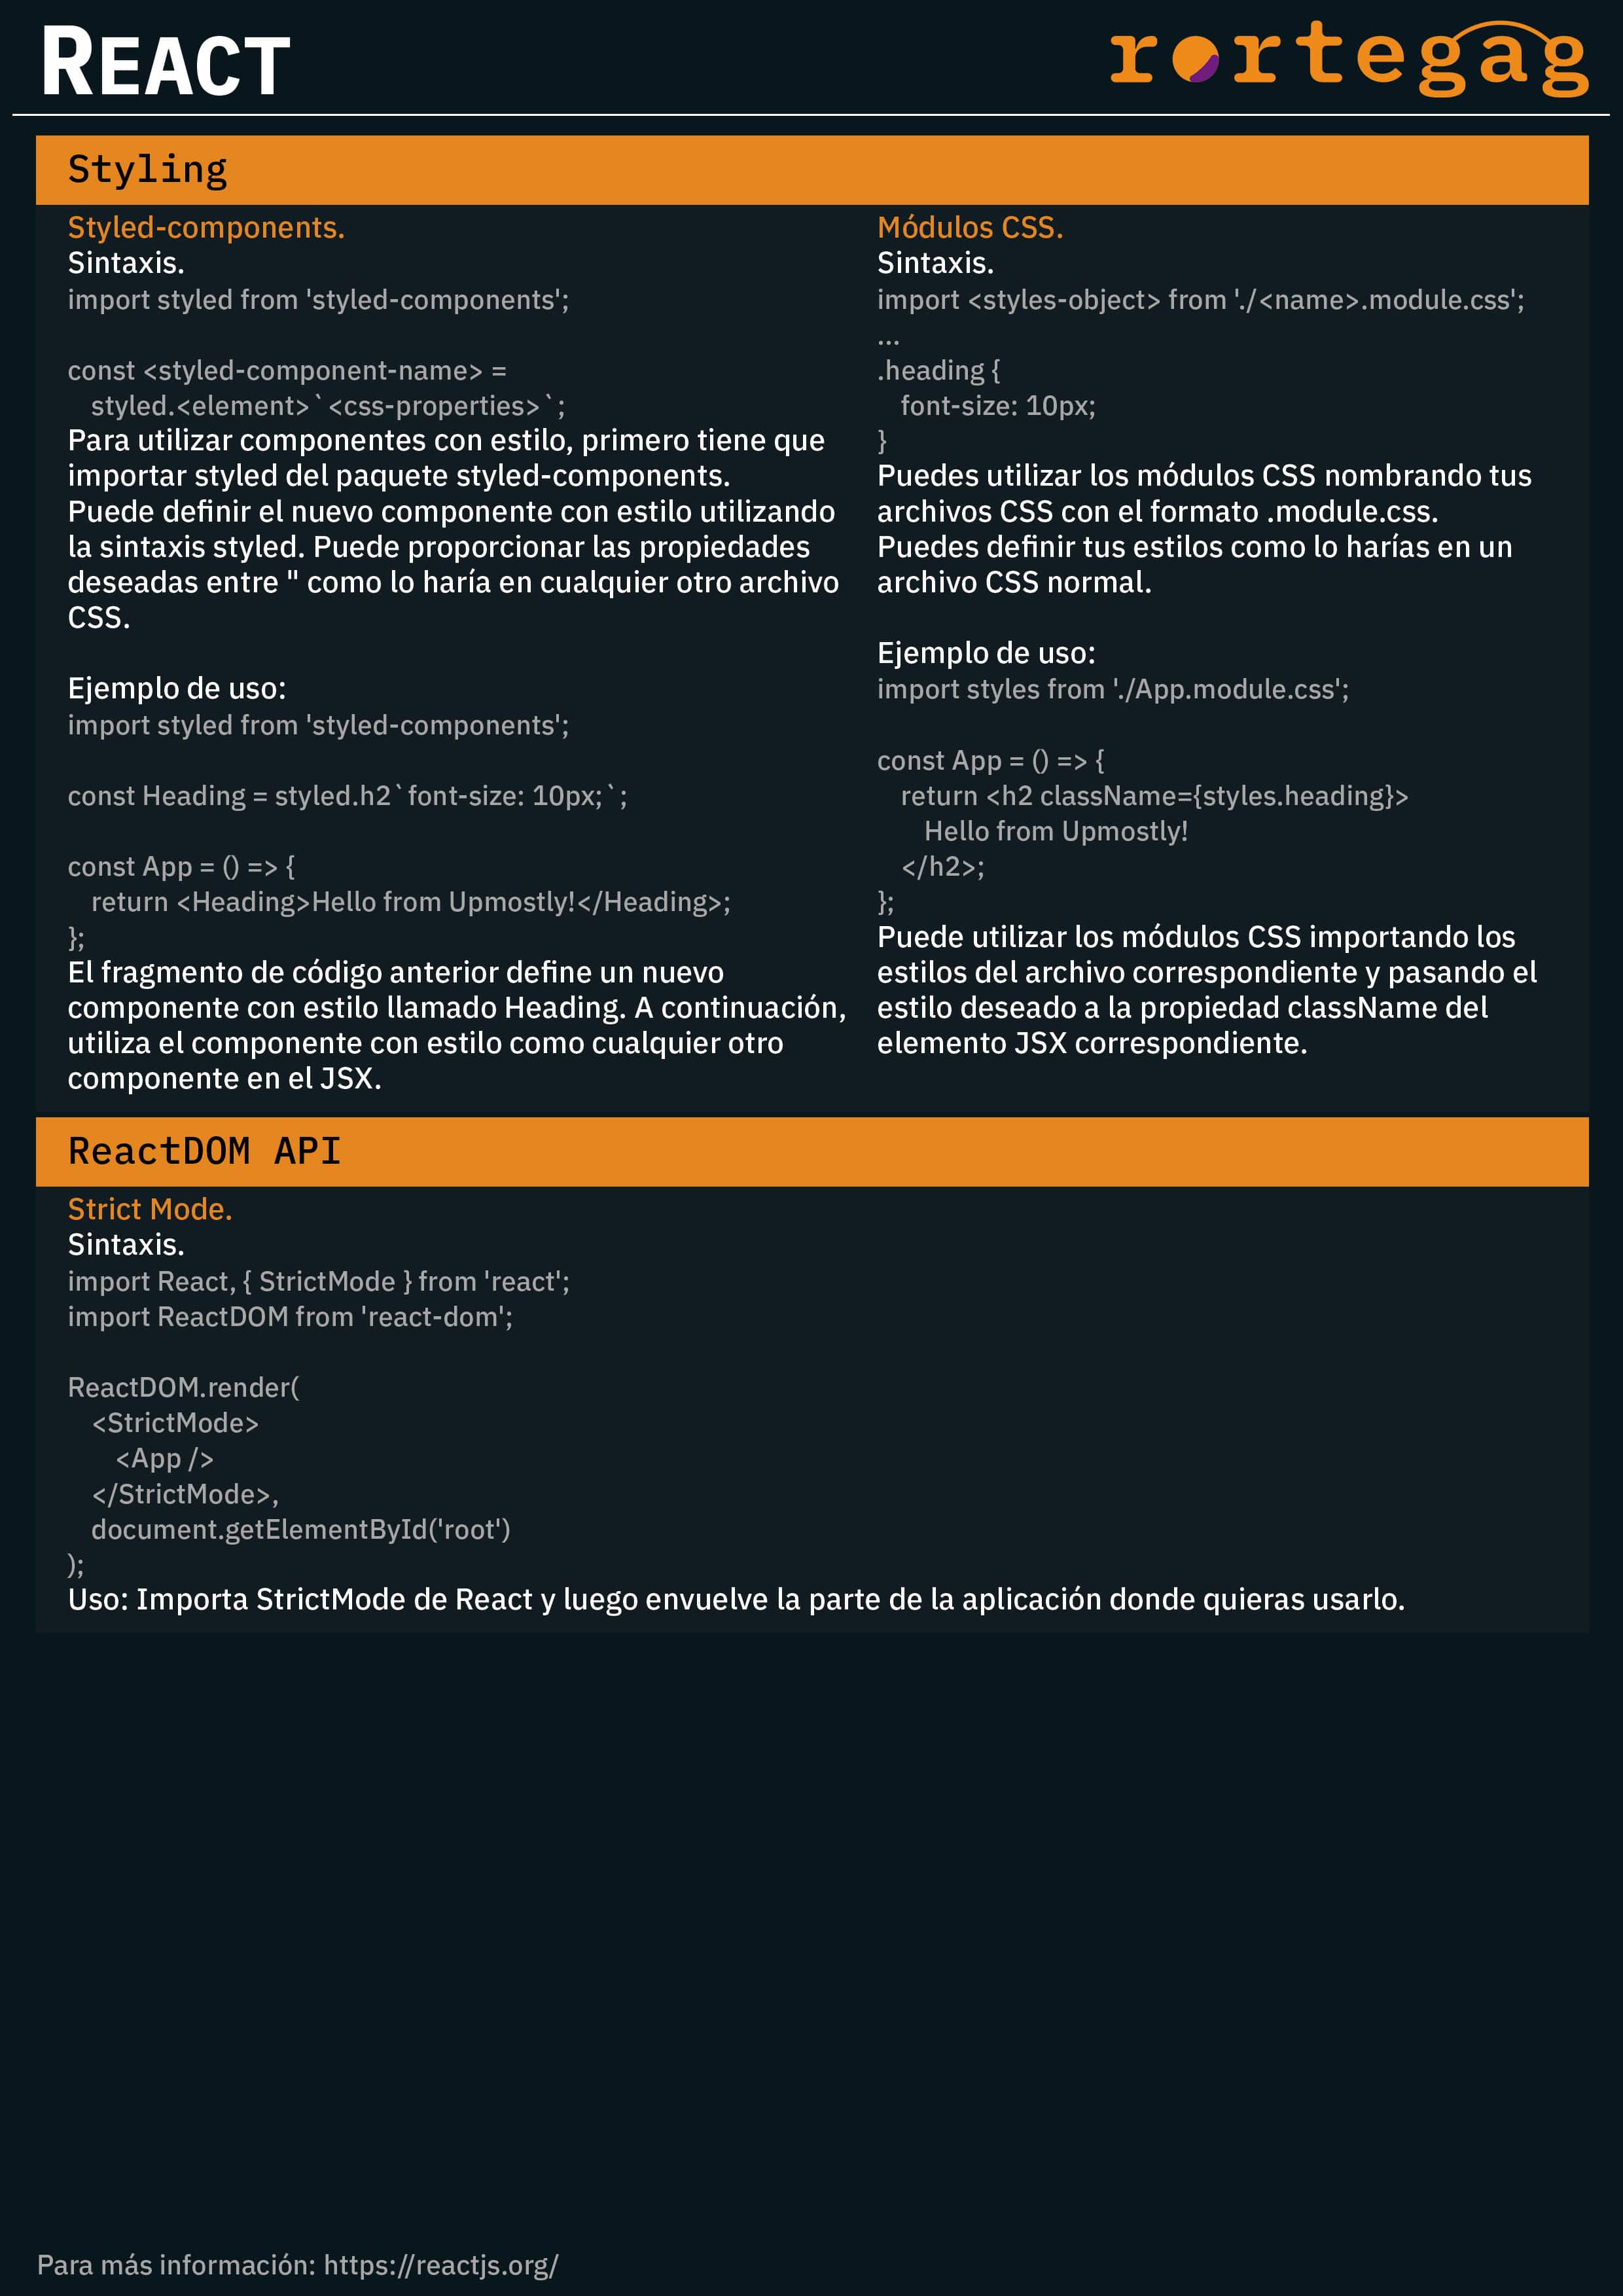 REACT
rortegag
Styling
Styled-components.
Sintaxis.
import styled from 'styled-components';
const <styled-component-name> =
styled.<element>`<css-properties>`;
Para utilizar componentes con estilo, primero tiene que
importar styled del paquete styled-components.
Puede definir el nuevo componente con estilo utilizando
la sintaxis styled. Puede proporcionar las propiedades
deseadas entre " como lo haría en cualquier otro archivo
CSS.
Ejemplo de uso:
import styled from 'styled-components';
const Heading = styled.h2`font-size: 10px;`;
const App = () => {
return <Heading>Hello from Upmostly!</Heading>;
};
El fragmento de código anterior define un nuevo
componente con estilo llamado Heading. A continuación,
utiliza el componente con estilo como cualquier otro
componente en el JSX.
Módulos CSS.
Sintaxis.
import <styles-object> from './<name>.module.css';
...
.heading {
font-size: 10px;
}
Puedes utilizar los módulos CSS nombrando tus
archivos CSS con el formato .module.css.
Puedes definir tus estilos como lo harías en un
archivo CSS normal.
Ejemplo de uso:
import styles from './App.module.css';
const App = () => {
return <h2 className={styles.heading}>
Hello from Upmostly!
</h2>;
};
Puede utilizar los módulos CSS importando los
estilos del archivo correspondiente y pasando el
estilo deseado a la propiedad className del
elemento JSX correspondiente.
ReactDOM API
Strict Mode.
Sintaxis.
import React, { StrictMode } from 'react';
import ReactDOM from 'react-dom';
ReactDOM.render(
<StrictMode>
<App />
</StrictMode>,
document.getElementById('root')
);
Uso: Importa StrictMode de React y luego envuelve la parte de la aplicación donde quieras usarlo.
Para más información: https://reactjs.org/